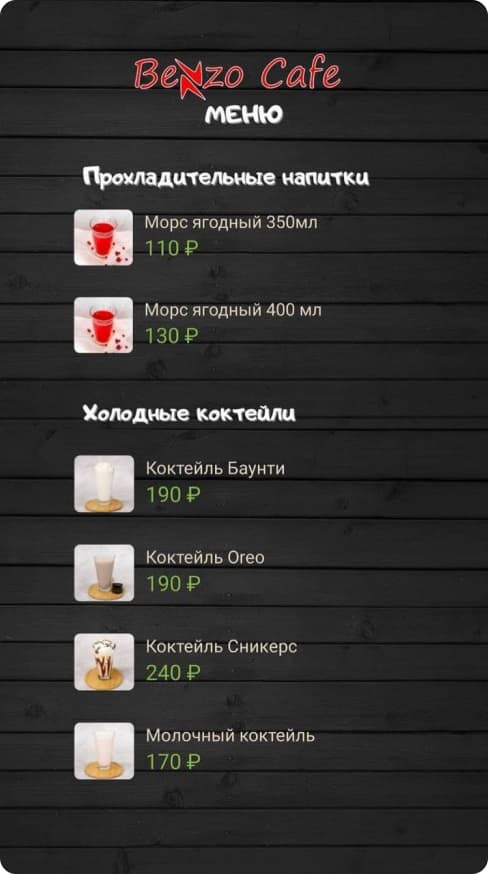 Benzo Cafe
МЕНЮ
Прохладительные напитки
Морс ягодный 350мл
110 ₽
Морс ягодный 400 мл
130 ₽
Холодные коктейли
Коктейль Баунти
190 ₽
Коктейль Oreo
190 ₽
Коктейль Сникерс
240 ₽
Молочный коктейль
170 ₽